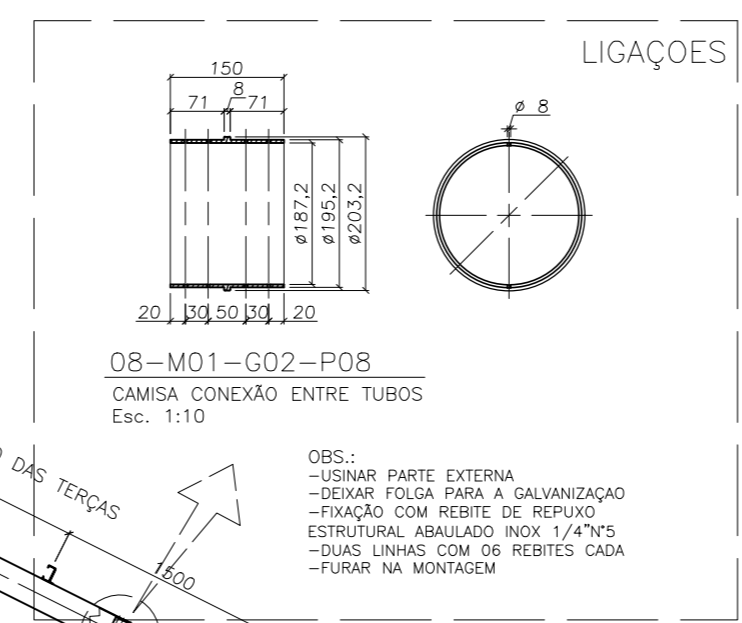 LIGAÇOES
150
8
71 71
ø 8
ø187,2
ø195,2
ø203,2
20 30 50 30 20
08-M01-G02-P08
CAMISA CONEXÃO ENTRE TUBOS
Esc. 1:10
OBS.:
-USINAR PARTE EXTERNA
-DEIXAR FOLGA PARA A GALVANIZAÇAO
-FIXAÇÃO COM REBITE DE REPUXO
ESTRUTURAL ABAULADO INOX 1/4"N°5
-DUAS LINHAS COM 06 REBITES CADA
-FURAR NA MONTAGEM
DAS TERÇAS
1500